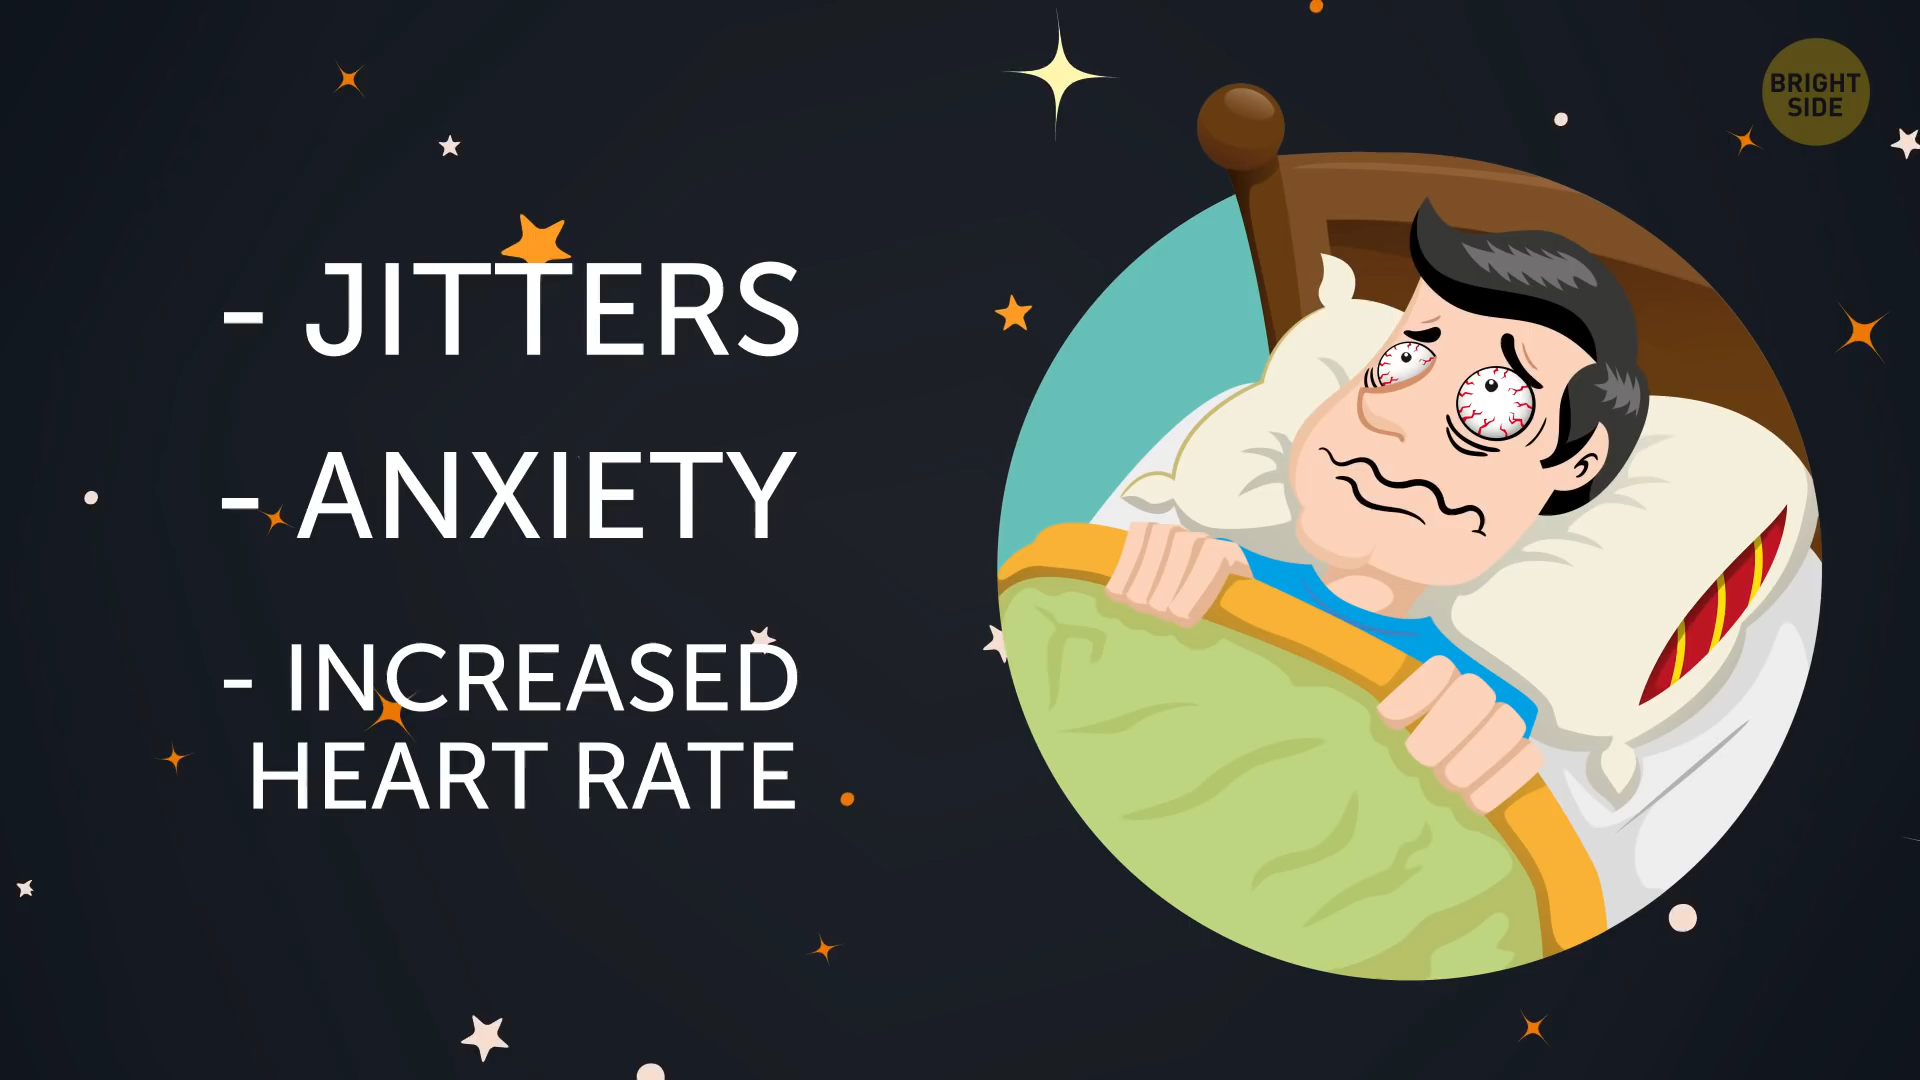 - JITTERS
- ANXIETY
- INCREASED
HEART RATE
BRIGHT
SIDE